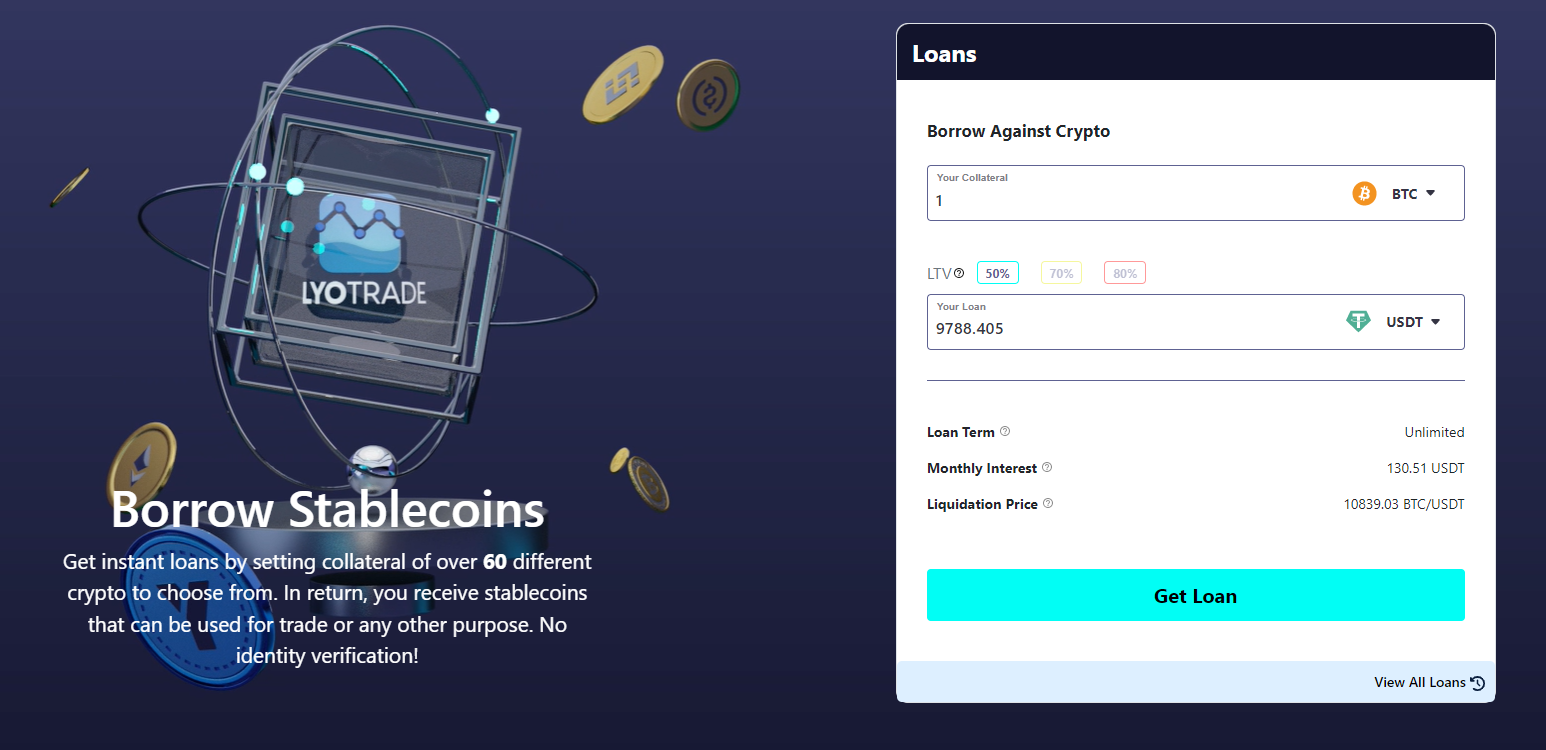 LYOTRADE
Borrow Stablecoins
Get instant loans by setting collateral of over 60 different
crypto to choose from. In return, you receive stablecoins
that can be used for trade or any other purpose. No
identity verification!
Loans
Borrow Against Crypto
Your Collateral
1 BTC
LTV 50% 70% 80%
Your Loan
9788.405 USDT
Loan Term Unlimited
Monthly Interest 130.51 USDT
Liquidation Price 10839.03 BTC/USDT
Get Loan
View All Loans